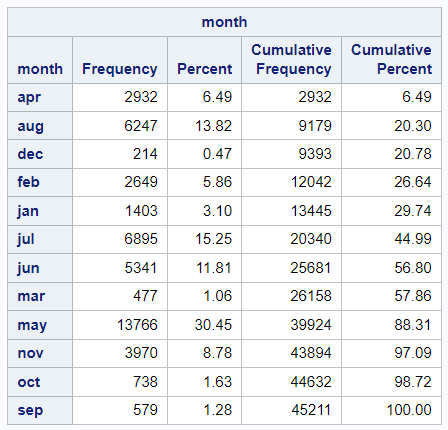 month
month Frequency Percent Cumulative Frequency Cumulative Percent
apr 2932 6.49 2932 6.49
aug 6247 13.82 9179 20.30
dec 214 0.47 9393 20.78
feb 2649 5.86 12042 26.64
jan 1403 3.10 13445 29.74
jul 6895 15.25 20340 44.99
jun 5341 11.81 25681 56.80
mar 477 1.06 26158 57.86
may 13766 30.45 39924 88.31
nov 3970 8.78 43894 97.09
oct 738 1.63 44632 98.72
sep 579 1.28 45211 100.00